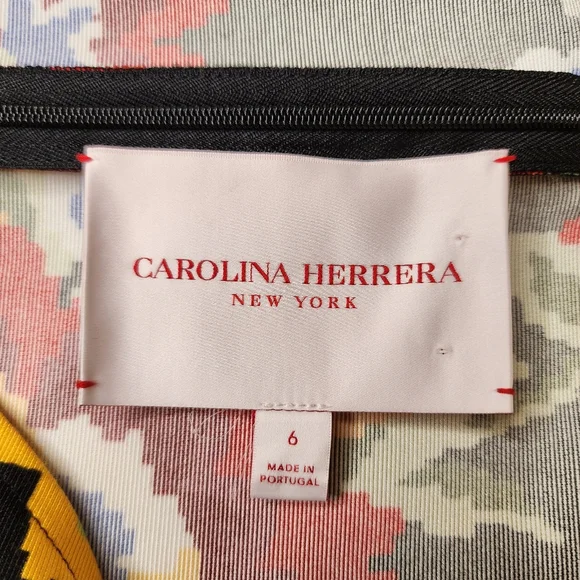 CAROLINA HERRERA
NEW YORK
6
MADE IN
PORTUGAL